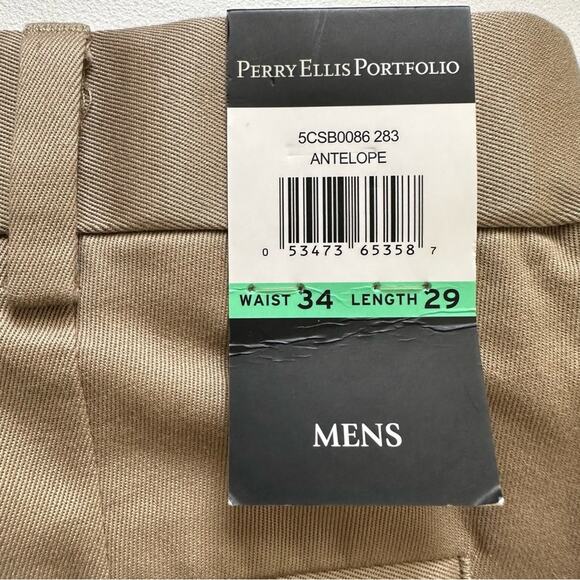 PERRY ELLIS PORTFOLIO
5CSB0086 283
ANTELOPE
0 53473 65358 7
WAIST 34 LENGTH 29
MENS